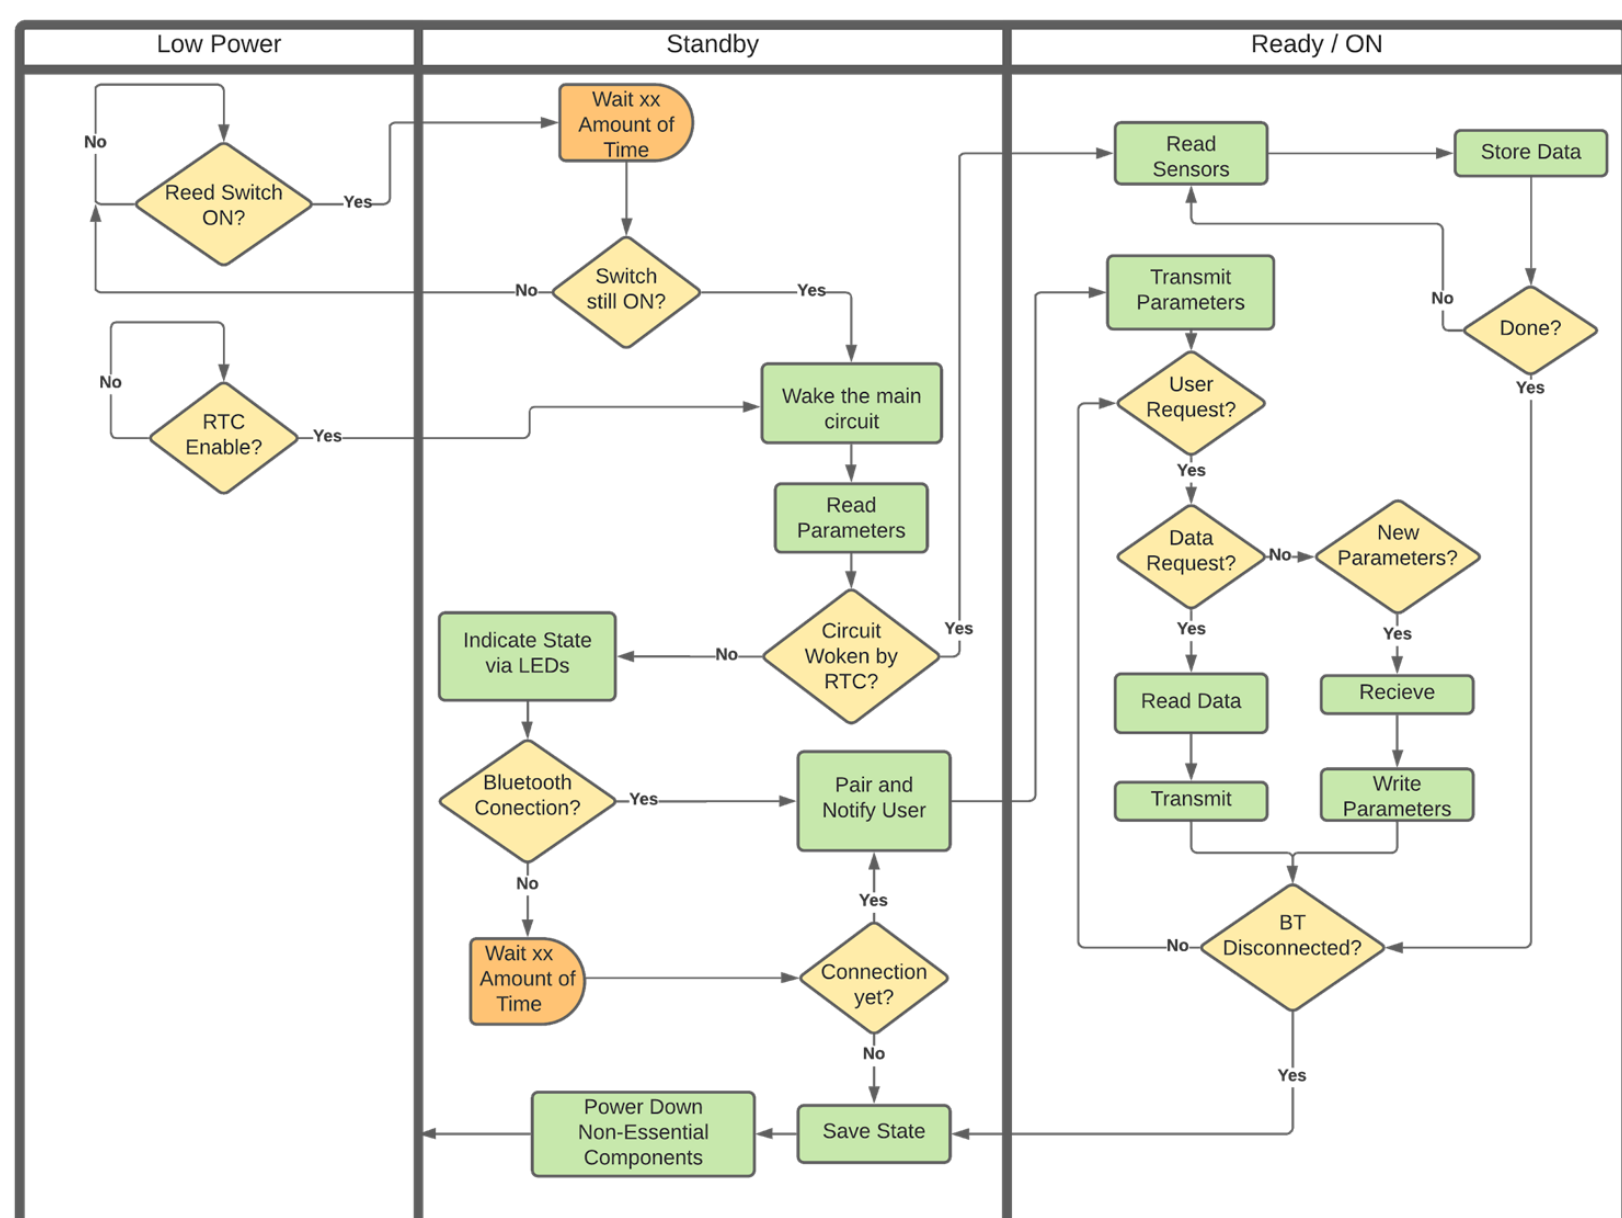 Low Power
Standby
Ready / ON
No
Reed Switch
ON?
Yes
No
RTC
Enable?
Yes
Wait xx
Amount of
Time
Switch
still ON?
No
Yes
Wake the main
circuit
Read
Parameters
Circuit
Woken by
RTC?
No
Yes
Indicate State
via LEDs
Bluetooth
Conection?
Yes
No
Pair and
Notify User
Wait xx
Amount of
Time
Connection
yet?
Yes
No
Save State
Power Down
Non-Essential
Components
Read
Sensors
Store Data
Done?
No
Yes
Transmit
Parameters
User
Request?
Yes
Data
Request?
No
New
Parameters?
Yes
Yes
Read Data
Recieve
Transmit
Write
Parameters
BT
Disconnected?
No
Yes